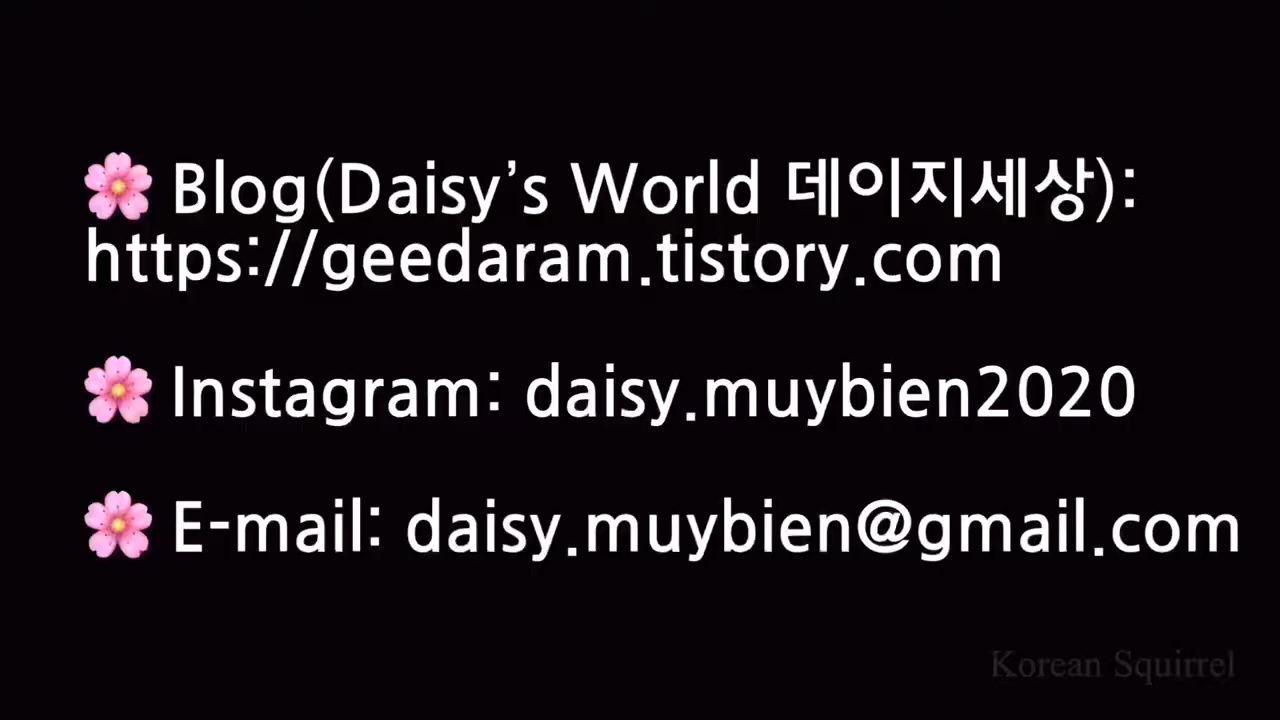 🌸 Blog(Daisy's World 데이지세상):
https://geedaram.tistory.com
🌸 Instagram: daisy.muybien2020
🌸 E-mail: daisy.muybien@gmail.com
Korean Squirrel